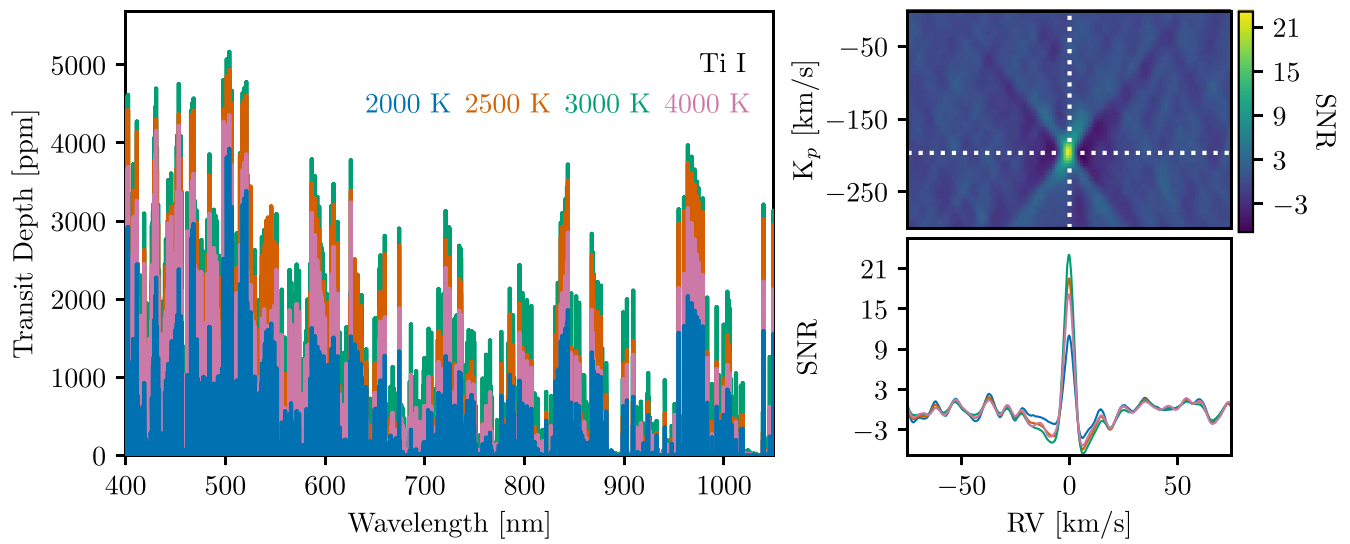 Ti I
2000 K 2500 K 3000 K 4000 K
Transit Depth [ppm]
5000
4000
3000
2000
1000
0
400 500 600 700 800 900 1000
Wavelength [nm]
K_p [km/s]
−50
−150
−250
21
15
9
3
−3
SNR
SNR
21
15
9
3
−3
−50 0 50
RV [km/s]